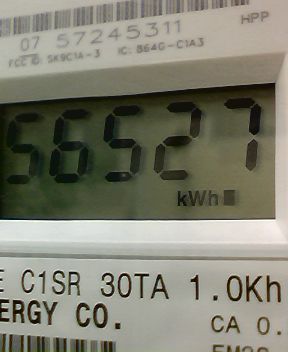 HPP
07 57245311
FCC ID: SK9C1A-3 IC: 864G-C1A3
56527
kWh
C1SR 30TA 1.0Kh
ERGY CO.
CA 0.